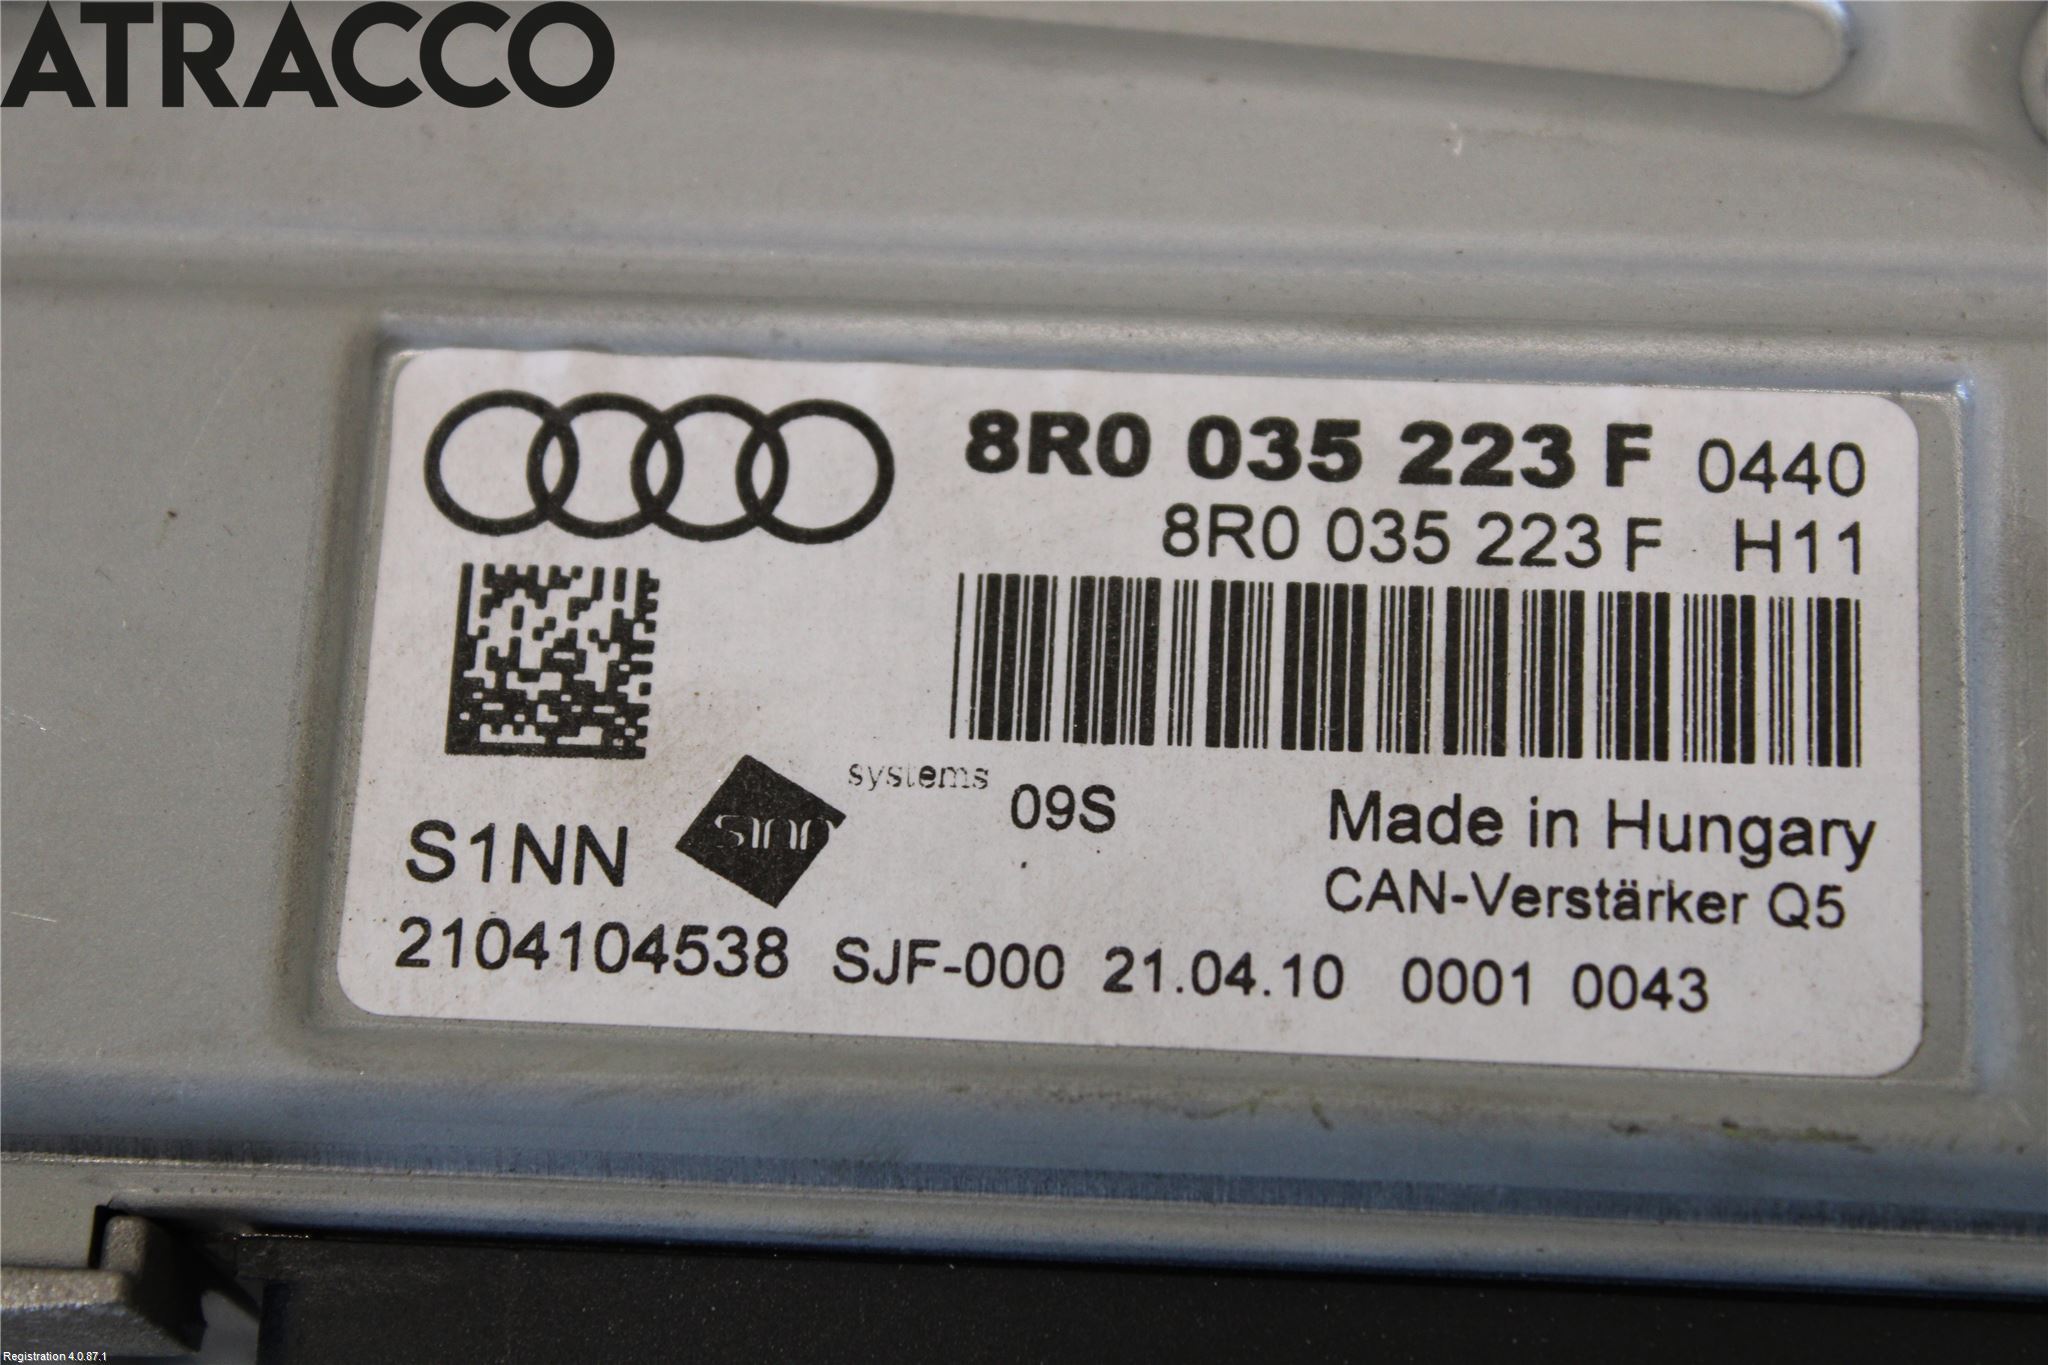 ATRACCO
8R0 035 223 F 0440
8R0 035 223 F H11
systems 09S
sinn
Made in Hungary
S1NN
CAN-Verstärker Q5
2104104538 SJF-000 21.04.10 0001 0043
Registration 4.0.87.1